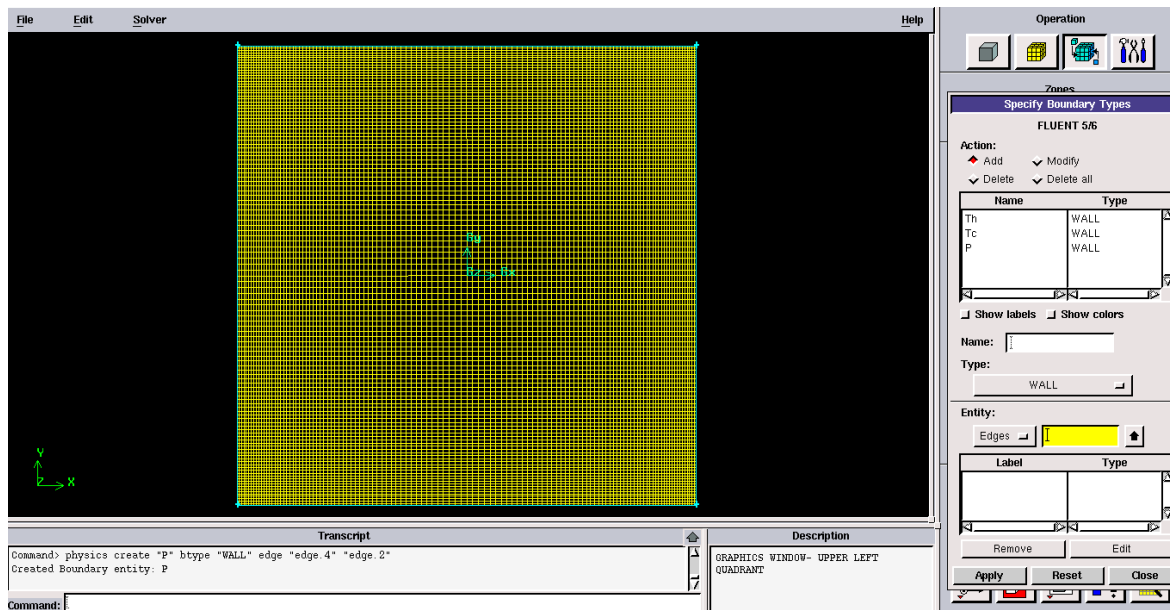 File Edit Solver Help
Operation
Zones
Specify Boundary Types
FLUENT 5/6
Action:
Add Modify
Delete Delete all
Name Type
Th WALL
Tc WALL
P WALL
Show labels Show colors
Name:
Type:
WALL
Entity:
Edges
Label Type
Remove Edit
Apply Reset Close
Gy
Gz Gx
Y
Z X
Transcript
Command> physics create "P" btype "WALL" edge "edge.4" "edge.2"
Created Boundary entity: P
Command:
Description
GRAPHICS WINDOW- UPPER LEFT
QUADRANT